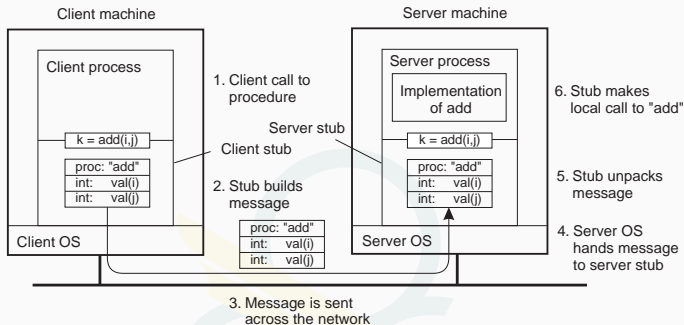 Client machine
Server machine
Client process
1. Client call to
procedure
Server process
Implementation
of add
6. Stub makes
local call to "add"
Server stub
k = add(i,j)
k = add(i,j)
Client stub
proc: "add"
int: val(i)
int: val(j)
proc: "add"
int: val(i)
int: val(j)
2. Stub builds
message
5. Stub unpacks
message
proc: "add"
int: val(i)
int: val(j)
Client OS
Server OS
4. Server OS
hands message
to server stub
3. Message is sent
across the network